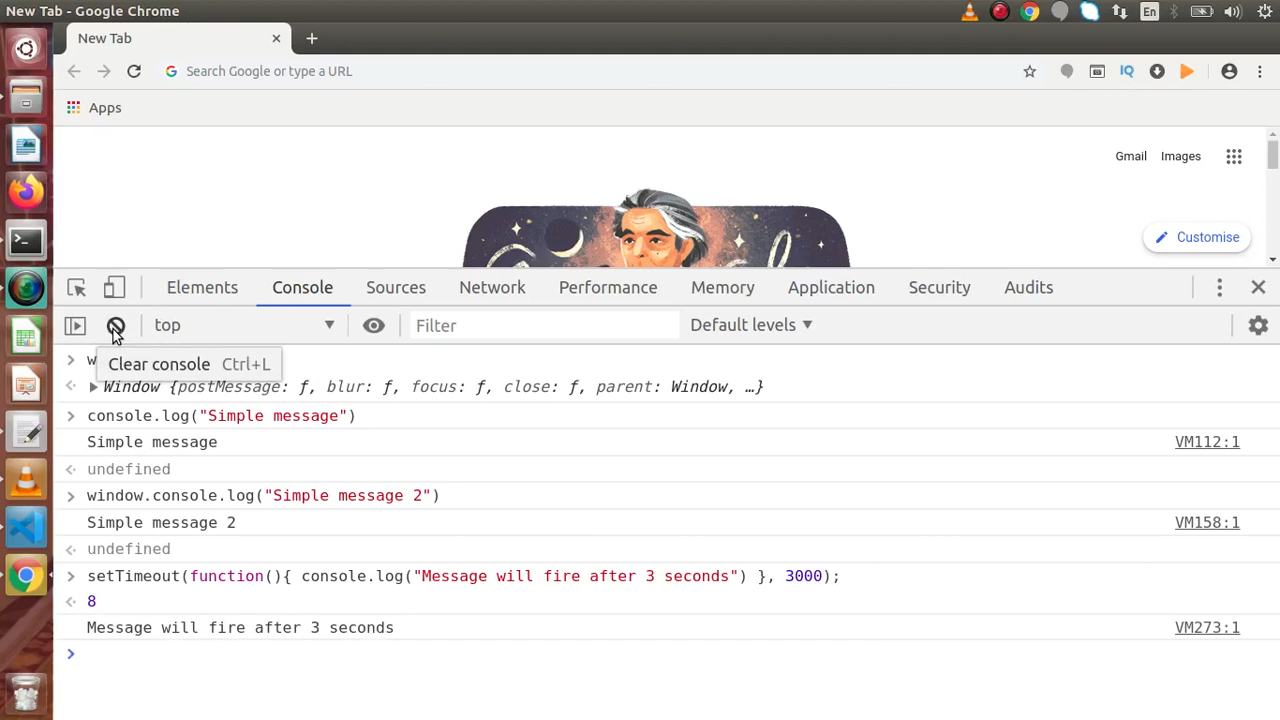 New Tab - Google Chrome
En
New Tab
Search Google or type a URL
IQ
Apps
Gmail Images
Customise
Elements Console Sources Network Performance Memory Application Security Audits
top Filter Default levels
Clear console Ctrl+L
w
Window {postMessage: ƒ, blur: ƒ, focus: ƒ, close: ƒ, parent: Window, …}
console.log("Simple message")
Simple message VM112:1
undefined
window.console.log("Simple message 2")
Simple message 2 VM158:1
undefined
setTimeout(function(){ console.log("Message will fire after 3 seconds") }, 3000);
8
Message will fire after 3 seconds VM273:1